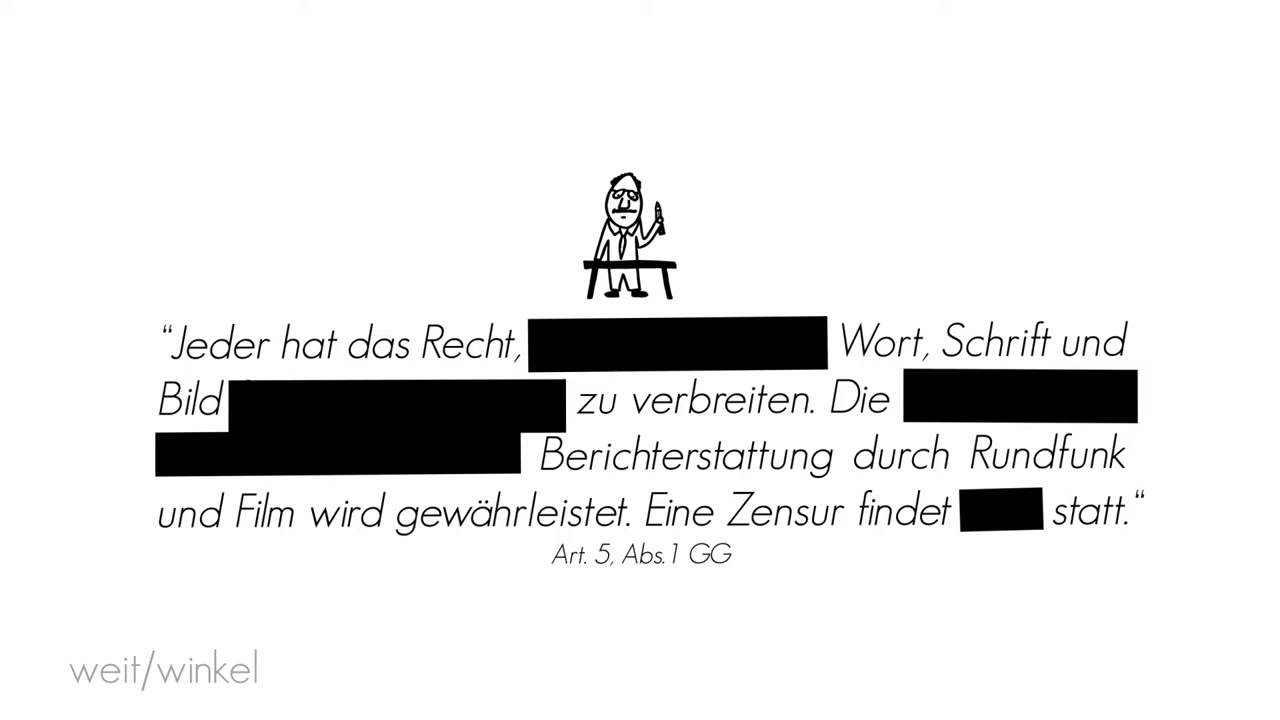 “Jeder hat das Recht, Wort, Schrift und
Bild zu verbreiten. Die
Berichterstattung durch Rundfunk
und Film wird gewährleistet. Eine Zensur findet statt.“
Art. 5, Abs.1 GG
weit/winkel